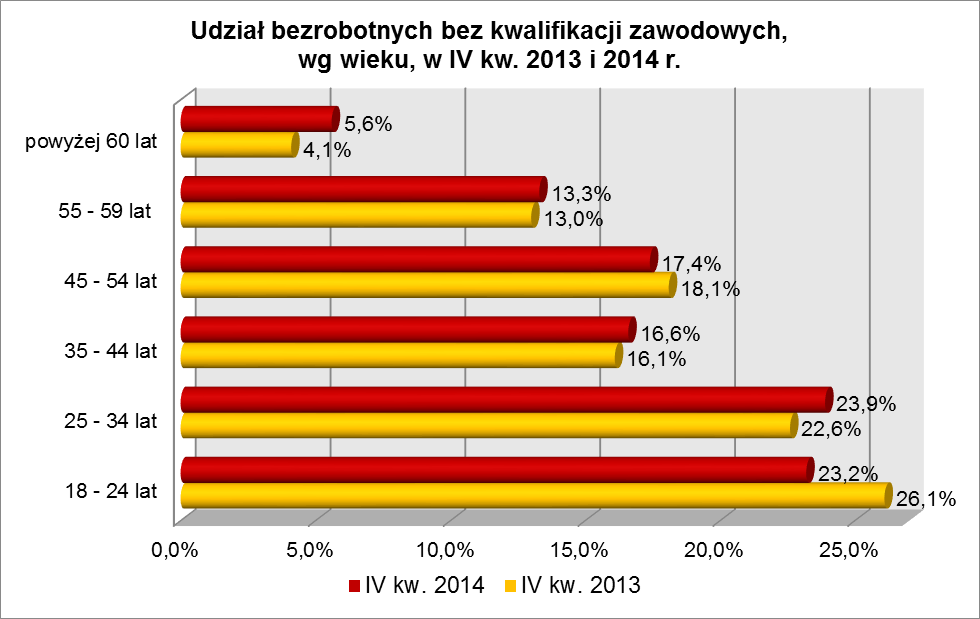 Udział bezrobotnych bez kwalifikacji zawodowych,
wg wieku, w IV kw. 2013 i 2014 r.
powyżej 60 lat
5,6%
4,1%
55 - 59 lat
13,3%
13,0%
45 - 54 lat
17,4%
18,1%
35 - 44 lat
16,6%
16,1%
25 - 34 lat
23,9%
22,6%
18 - 24 lat
23,2%
26,1%
0,0% 5,0% 10,0% 15,0% 20,0% 25,0%
IV kw. 2014 IV kw. 2013